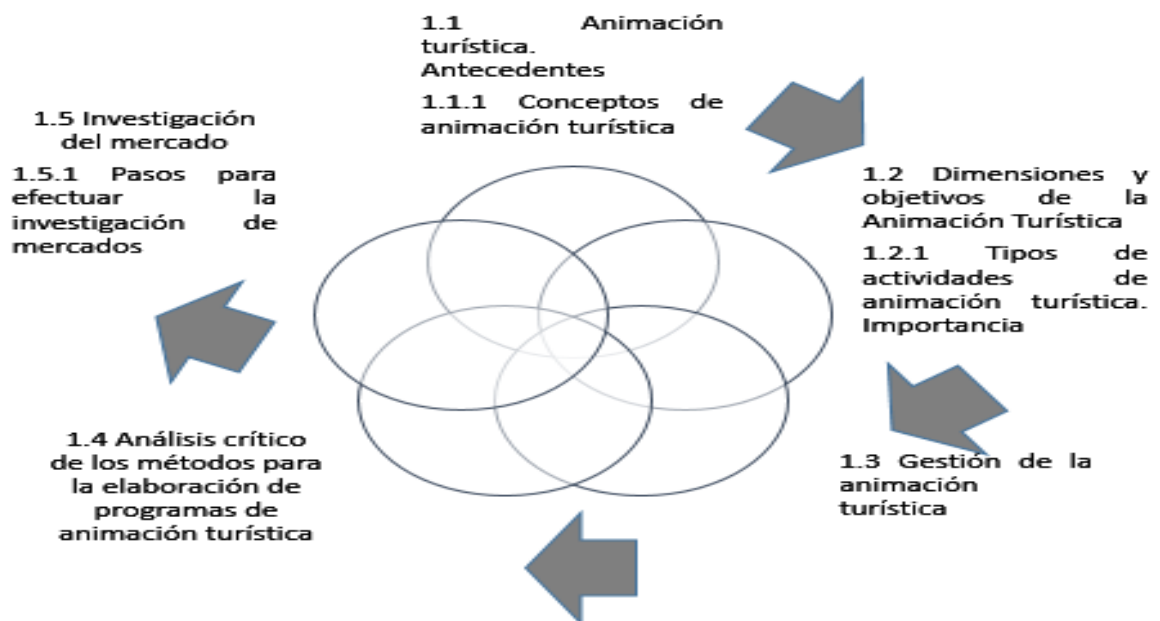 1.1 Animación
turística.
Antecedentes
1.1.1 Conceptos de
animación turística
1.2 Dimensiones y
objetivos de la
Animación Turística
1.2.1 Tipos de
actividades de
animación turística.
Importancia
1.3 Gestión de la
animación
turística
1.4 Análisis crítico
de los métodos para
la elaboración de
programas de
animación turística
1.5 Investigación
del mercado
1.5.1 Pasos para
efectuar la
investigación de
mercados